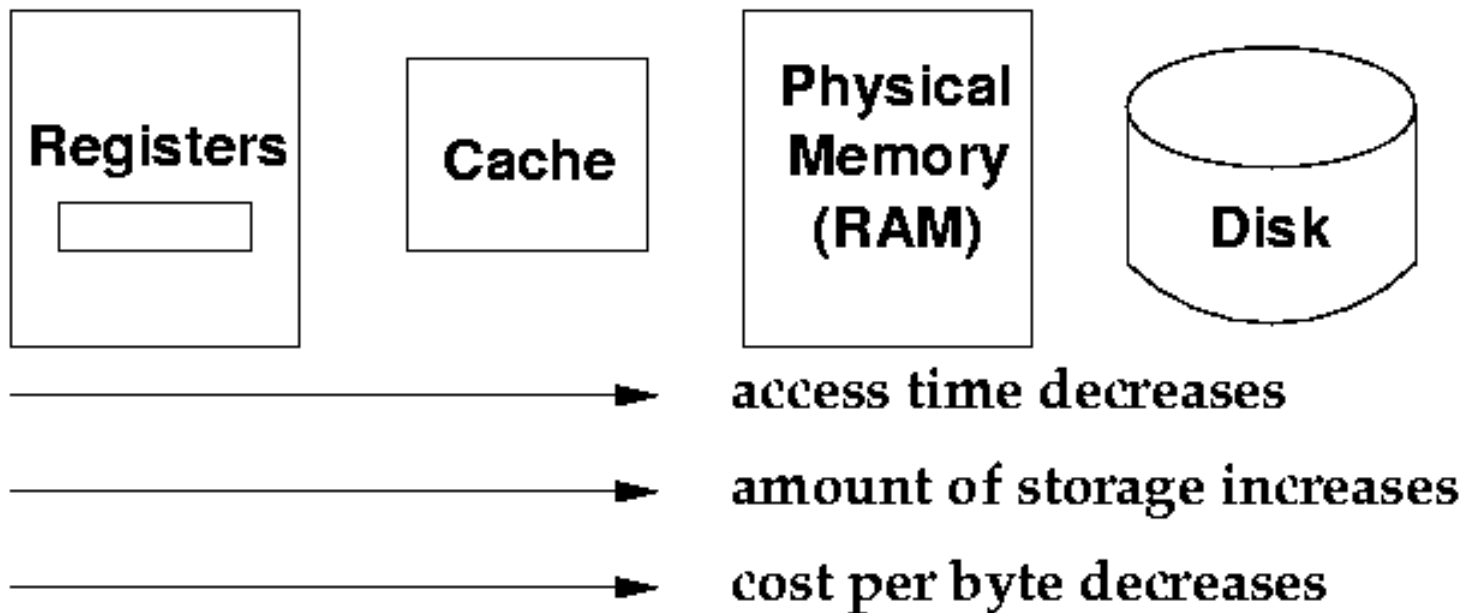 Registers
Cache
Physical
Memory
(RAM)
Disk
access time decreases
amount of storage increases
cost per byte decreases